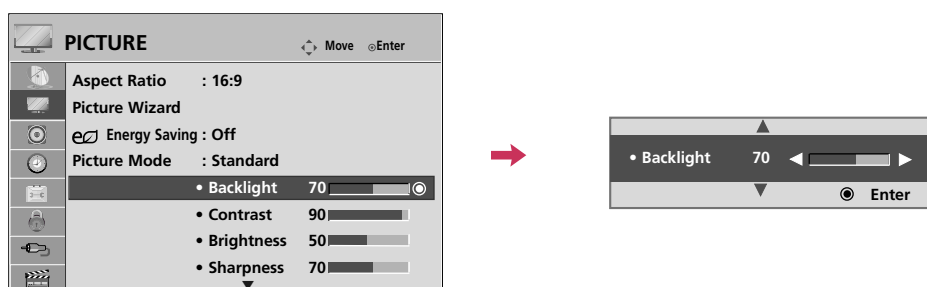 PICTURE Move Enter
Aspect Ratio : 16:9
Picture Wizard
Energy Saving : Off
Picture Mode : Standard
• Backlight 70
• Contrast 90
• Brightness 50
• Sharpness 70
• Backlight 70
Enter